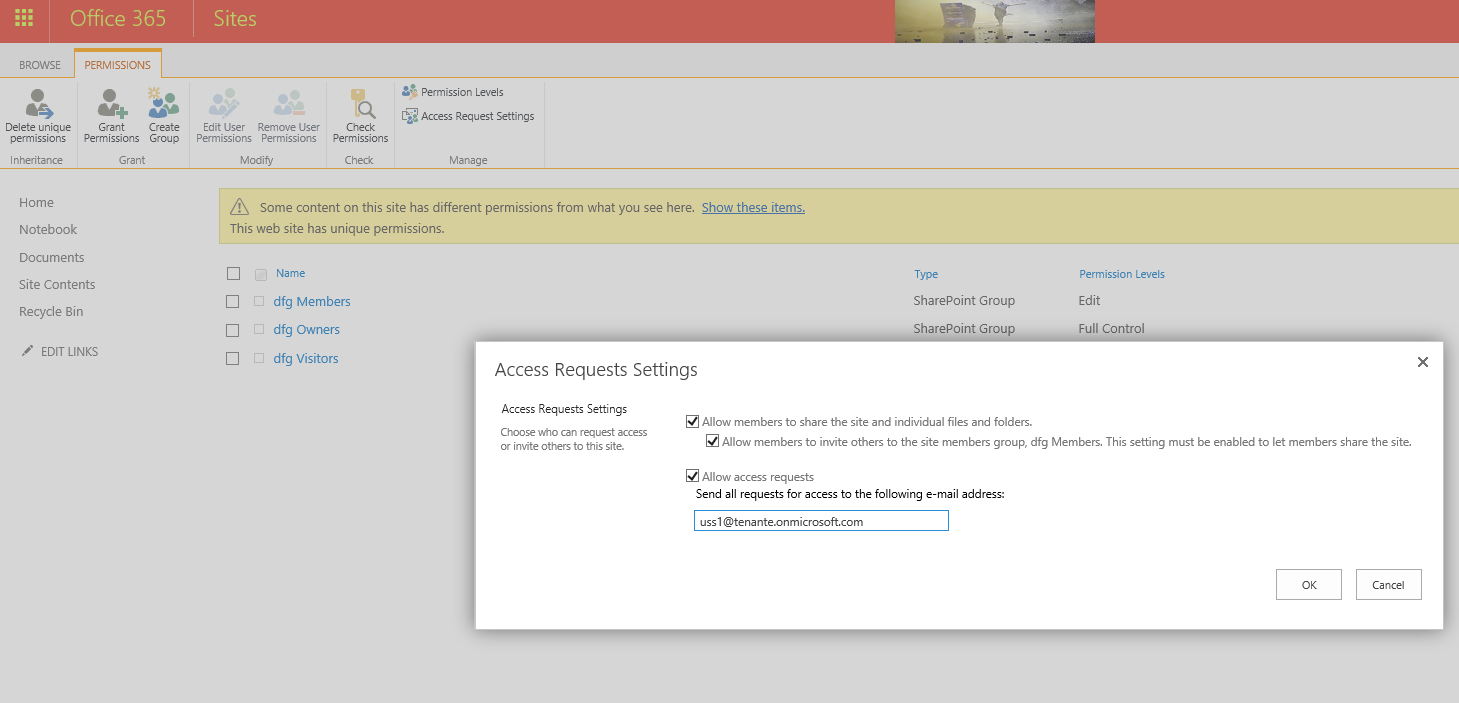 Office 365
Sites
BROWSE
PERMISSIONS
Delete unique
permissions
Inheritance
Grant
Permissions
Create
Group
Grant
Edit User
Permissions
Remove User
Permissions
Modify
Check
Permissions
Check
Permission Levels
Access Request Settings
Manage
Home
Notebook
Documents
Site Contents
Recycle Bin
EDIT LINKS
Some content on this site has different permissions from what you see here. Show these items.
This web site has unique permissions.
Name
Type
Permission Levels
dfg Members
SharePoint Group
Edit
dfg Owners
SharePoint Group
Full Control
dfg Visitors
Access Requests Settings
Access Requests Settings
Choose who can request access
or invite others to this site.
Allow members to share the site and individual files and folders.
Allow members to invite others to the site members group, dfg Members. This setting must be enabled to let members share the site.
Allow access requests
Send all requests for access to the following e-mail address:
uss1@tenante.onmicrosoft.com
OK
Cancel